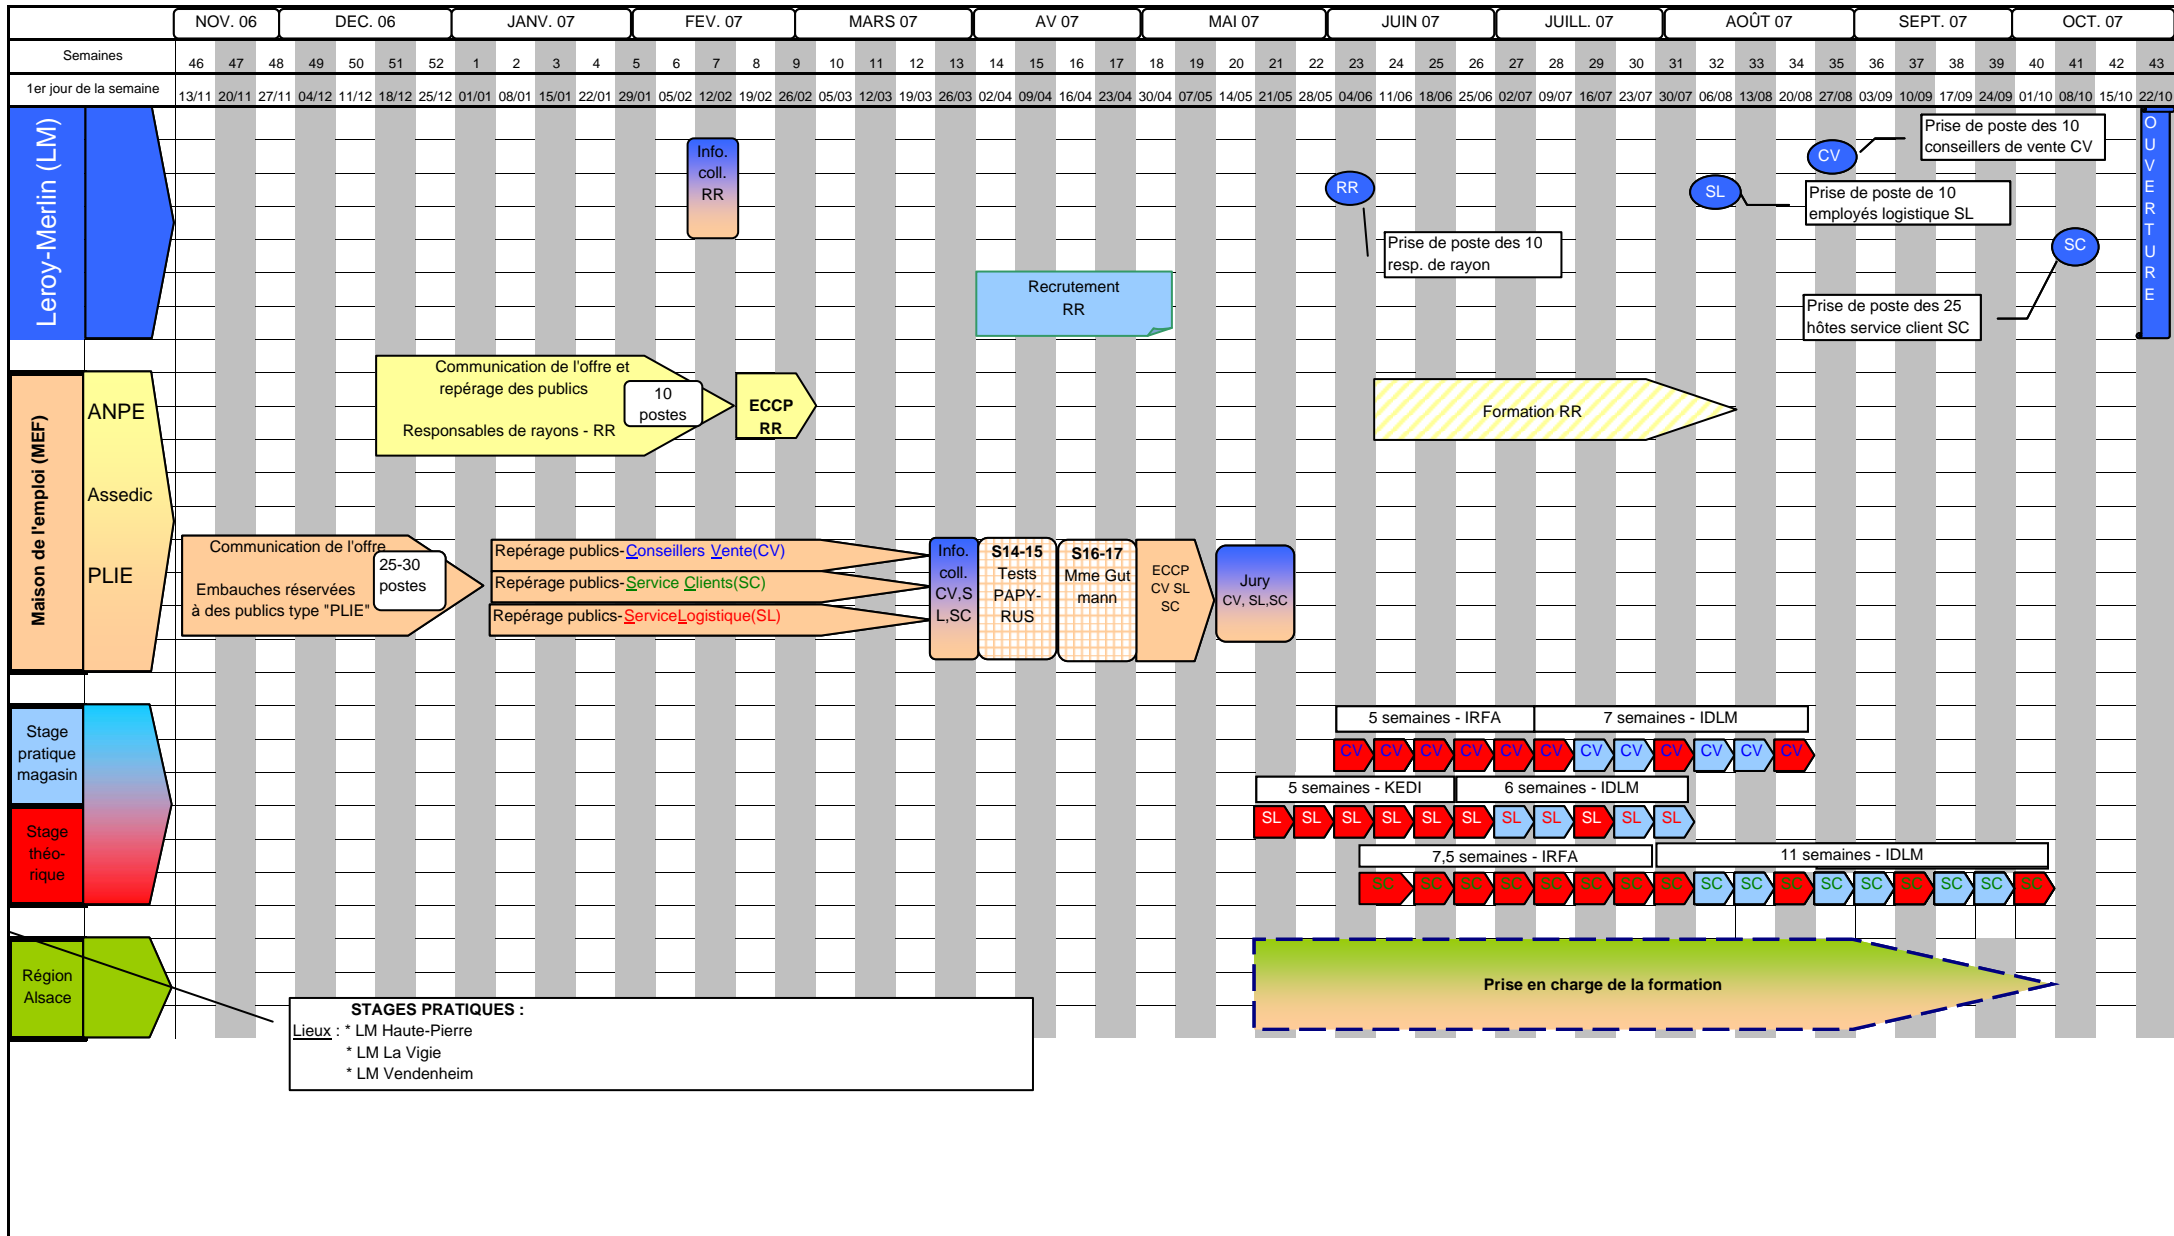 NOV. 06 DEC. 06 JANV. 07 FEV. 07 MARS 07 AV 07 MAI 07 JUIN 07 JUILL. 07 AOÛT 07 SEPT. 07 OCT. 07
Semaines 46 47 48 49 50 51 52 1 2 3 4 5 6 7 8 9 10 11 12 13 14 15 16 17 18 19 20 21 22 23 24 25 26 27 28 29 30 31 32 33 34 35 36 37 38 39 40 41 42 43
1er jour de la semaine 13/11 20/11 27/11 04/12 11/12 18/12 25/12 01/01 08/01 15/01 22/01 29/01 05/02 12/02 19/02 26/02 05/03 12/03 19/03 26/03 02/04 09/04 16/04 23/04 30/04 07/05 14/05 21/05 28/05 04/06 11/06 18/06 25/06 02/07 09/07 16/07 23/07 30/07 06/08 13/08 20/08 27/08 03/09 10/09 17/09 24/09 01/10 08/10 15/10 22/10
Leroy-Merlin (LM)
Info.
coll.
RR
Recrutement
RR
RR
Prise de poste des 10
resp. de rayon
SL
Prise de poste de 10
employés logistique SL
CV
Prise de poste des 10
conseillers de vente CV
SC
Prise de poste des 25
hôtes service client SC
OUVERTURE
Maison de l'emploi (MEF)
ANPE
Assedic
PLIE
Communication de l'offre et
repérage des publics
Responsables de rayons - RR
10
postes
ECCP
RR
Formation RR
Communication de l'offre
Embauches réservées
à des publics type "PLIE"
25-30
postes
Repérage publics-Conseillers Vente(CV)
Repérage publics-Service Clients(SC)
Repérage publics-ServiceLogistique(SL)
Info.
coll.
CV,S
L,SC
S14-15
Tests
PAPY-
RUS
S16-17
Mme Gut
mann
ECCP
CV SL
SC
Jury
CV, SL,SC
Stage
pratique
magasin
Stage
théo-
rique
5 semaines - IRFA 7 semaines - IDLM
CV CV CV CV CV CV CV CV CV CV CV CV
5 semaines - KEDI 6 semaines - IDLM
SL SL SL SL SL SL SL SL SL SL SL
7,5 semaines - IRFA 11 semaines - IDLM
SC SC SC SC SC SC SC SC SC SC SC SC SC SC SC SC SC
Région
Alsace
Prise en charge de la formation
STAGES PRATIQUES :
Lieux : * LM Haute-Pierre
* LM La Vigie
* LM Vendenheim